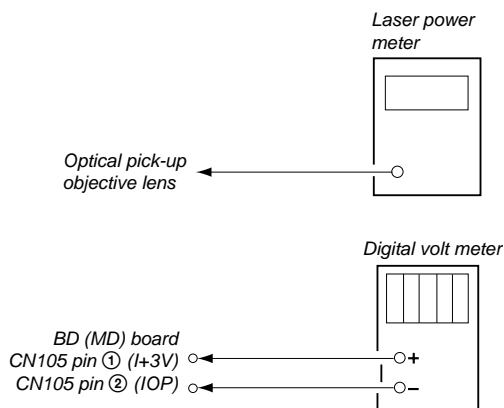 Laser power
meter
Optical pick-up
objective lens
Digital volt meter
BD (MD) board
CN105 pin ① (I+3V)
CN105 pin ② (IOP)
+
–